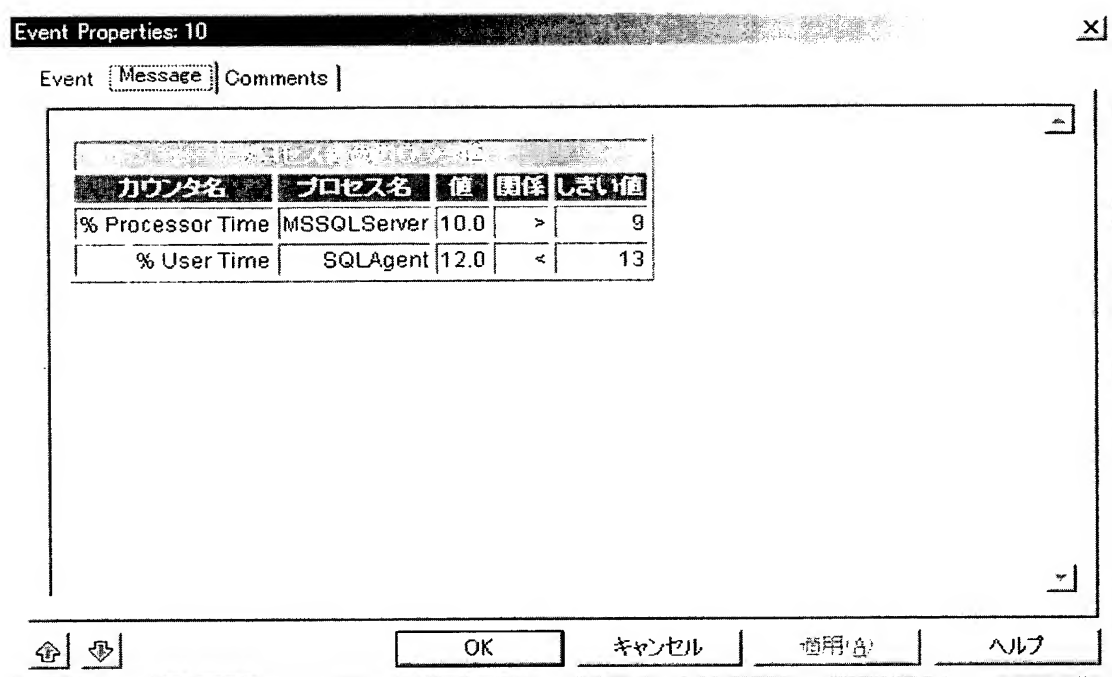 Event Properties: 10
Event Message Comments
カウンタ名 プロセス名 値 関係 しきい値
% Processor Time MSSQLServer 10.0 > 9
% User Time SQLAgent 12.0 < 13
OK キャンセル 適用(A) ヘルプ